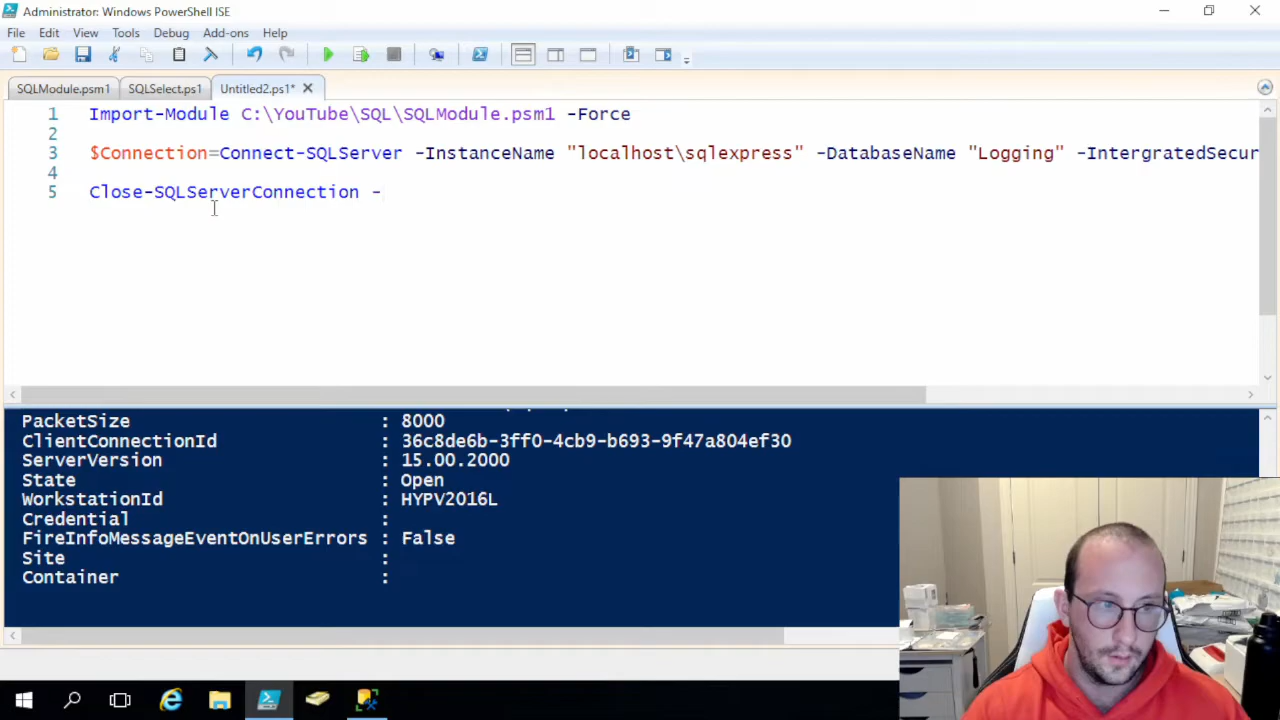 Administrator: Windows PowerShell ISE
File Edit View Tools Debug Add-ons Help
SQLModule.psm1 SQLSelect.ps1 Untitled2.ps1*
1 Import-Module C:\YouTube\SQL\SQLModule.psm1 -Force
2
3 $Connection=Connect-SQLServer -InstanceName "localhost\sqlexpress" -DatabaseName "Logging" -IntergratedSecur
4
5 Close-SQLServerConnection -
PacketSize : 8000
ClientConnectionId : 36c8de6b-3ff0-4cb9-b693-9f47a804ef30
ServerVersion : 15.00.2000
State : Open
WorkstationId : HYPV2016L
Credential :
FireInfoMessageEventOnUserErrors : False
Site :
Container :